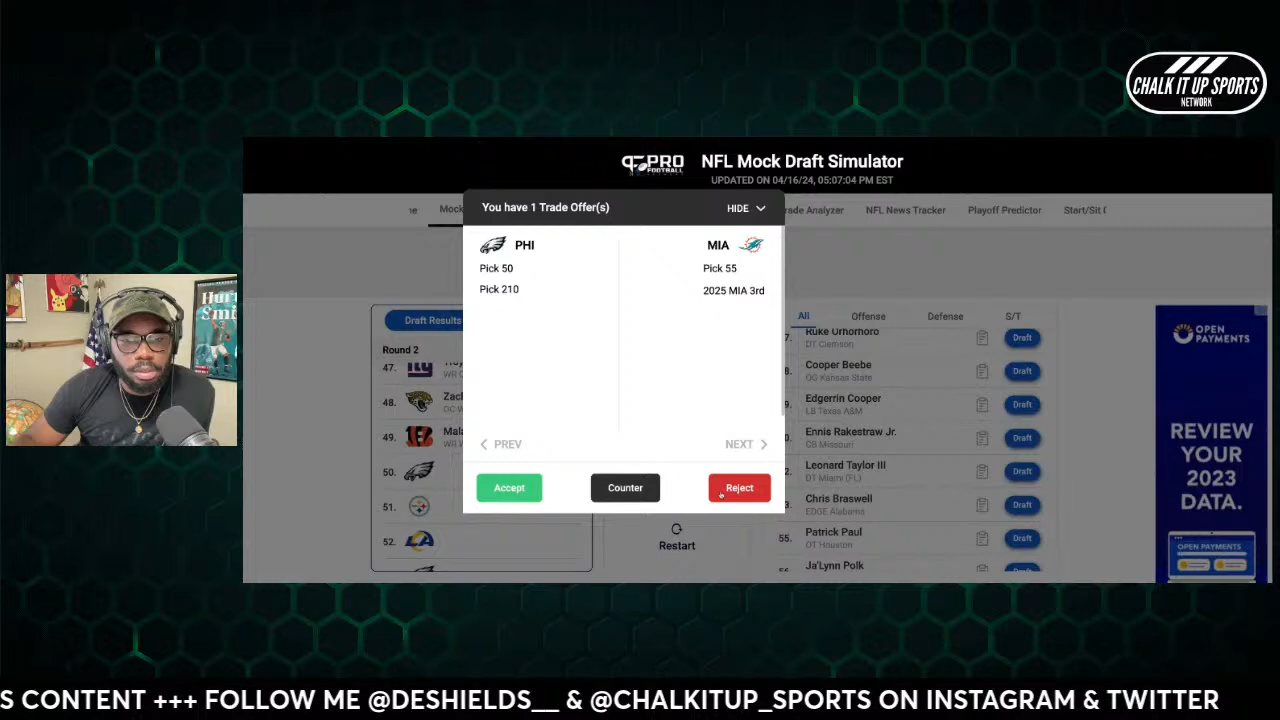 CHALK IT UP SPORTS
NETWORK
PRO
FOOTBALL
NFL Mock Draft Simulator
UPDATED ON 04/16/24, 05:07:04 PM EST
You have 1 Trade Offer(s)
HIDE
Mock
rade Analyzer
NFL News Tracker
Playoff Predictor
Start/Sit
PHI
MIA
Pick 50
Pick 55
Pick 210
2025 MIA 3rd
PREV
NEXT
Accept
Counter
Reject
Draft Results
Round 2
47.
48.
Zac
OC W
49.
Mala
WR W
50.
51.
52.
Restart
All
Offense
Defense
S/T
Ruke Orhorhoro
DT Clemson
Draft
Cooper Beebe
OG Kansas State
Draft
Edgerrin Cooper
LB Texas A&M
Draft
Ennis Rakestraw Jr.
CB Missouri
Draft
Leonard Taylor III
DT Miami (FL)
Draft
Chris Braswell
EDGE Alabama
Draft
55.
Patrick Paul
OT Houston
Draft
Ja'Lynn Polk
OPEN
PAYMENTS
REVIEW
YOUR
2023
DATA.
OPEN PAYMENTS
S CONTENT +++ FOLLOW ME @DESHIELDS__ & @CHALKITUP_SPORTS ON INSTAGRAM & TWITTER